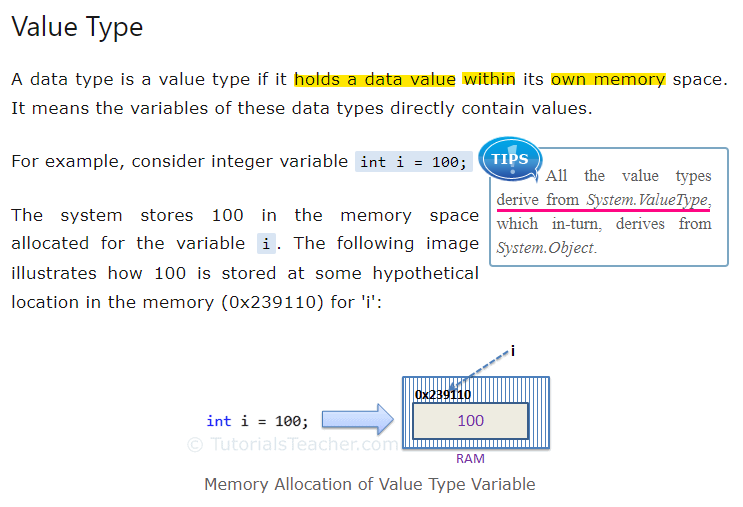 Value Type
A data type is a value type if it holds a data value within its own memory space.
It means the variables of these data types directly contain values.
For example, consider integer variable int i = 100;
TIPS
All the value types
derive from System.ValueType,
which in-turn, derives from
System.Object.
The system stores 100 in the memory space
allocated for the variable i. The following image
illustrates how 100 is stored at some hypothetical
location in the memory (0x239110) for 'i':
i
0x239110
int i = 100;
100
© TutorialsTeacher.com
RAM
Memory Allocation of Value Type Variable